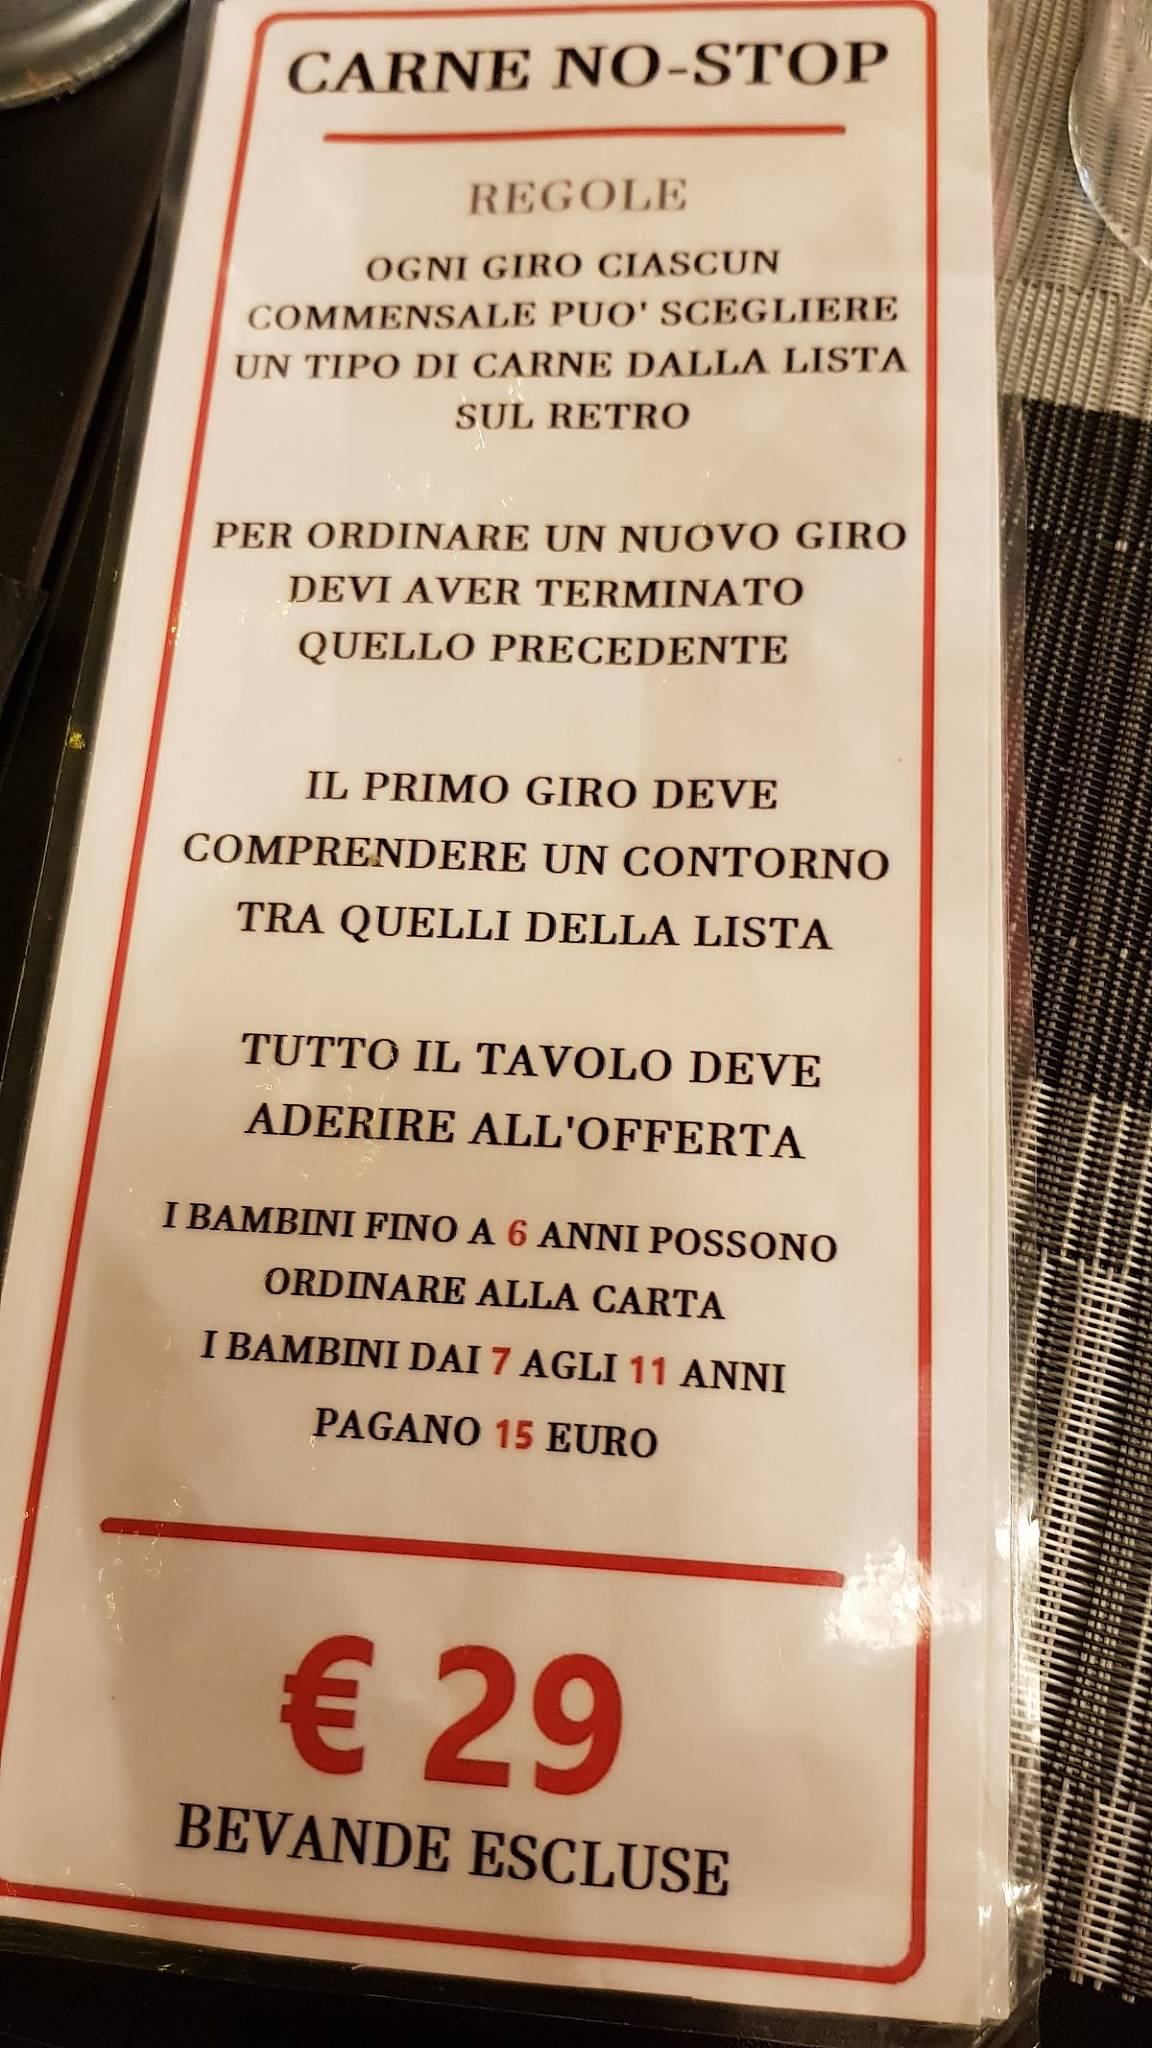 CARNE NO-STOP
REGOLE
OGNI GIRO CIASCUN
COMMENSALE PUO' SCEGLIERE
UN TIPO DI CARNE DALLA LISTA
SUL RETRO
PER ORDINARE UN NUOVO GIRO
DEVI AVER TERMINATO
QUELLO PRECEDENTE
IL PRIMO GIRO DEVE
COMPRENDERE UN CONTORNO
TRA QUELLI DELLA LISTA
TUTTO IL TAVOLO DEVE
ADERIRE ALL'OFFERTA
I BAMBINI FINO A 6 ANNI POSSONO
ORDINARE ALLA CARTA
I BAMBINI DAI 7 AGLI 11 ANNI
PAGANO 15 EURO
€ 29
BEVANDE ESCLUSE